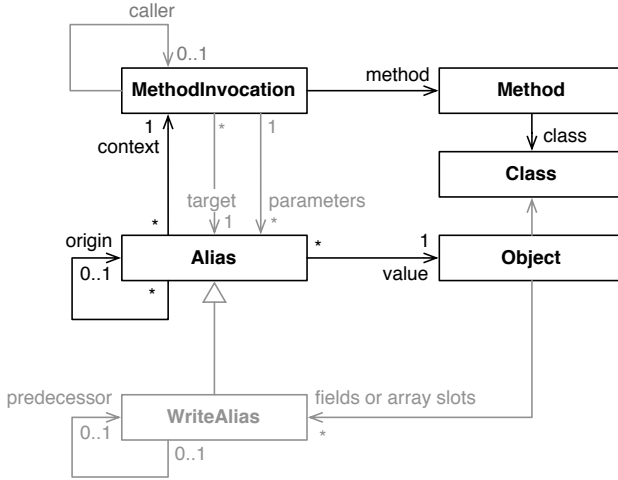 caller
0..1
MethodInvocation
method
Method
1
*
1
context
class
Class
target
parameters
*
1
*
origin
0..1
Alias
*
*
1
value
Object
predecessor
0..1
WriteAlias
0..1
fields or array slots
*